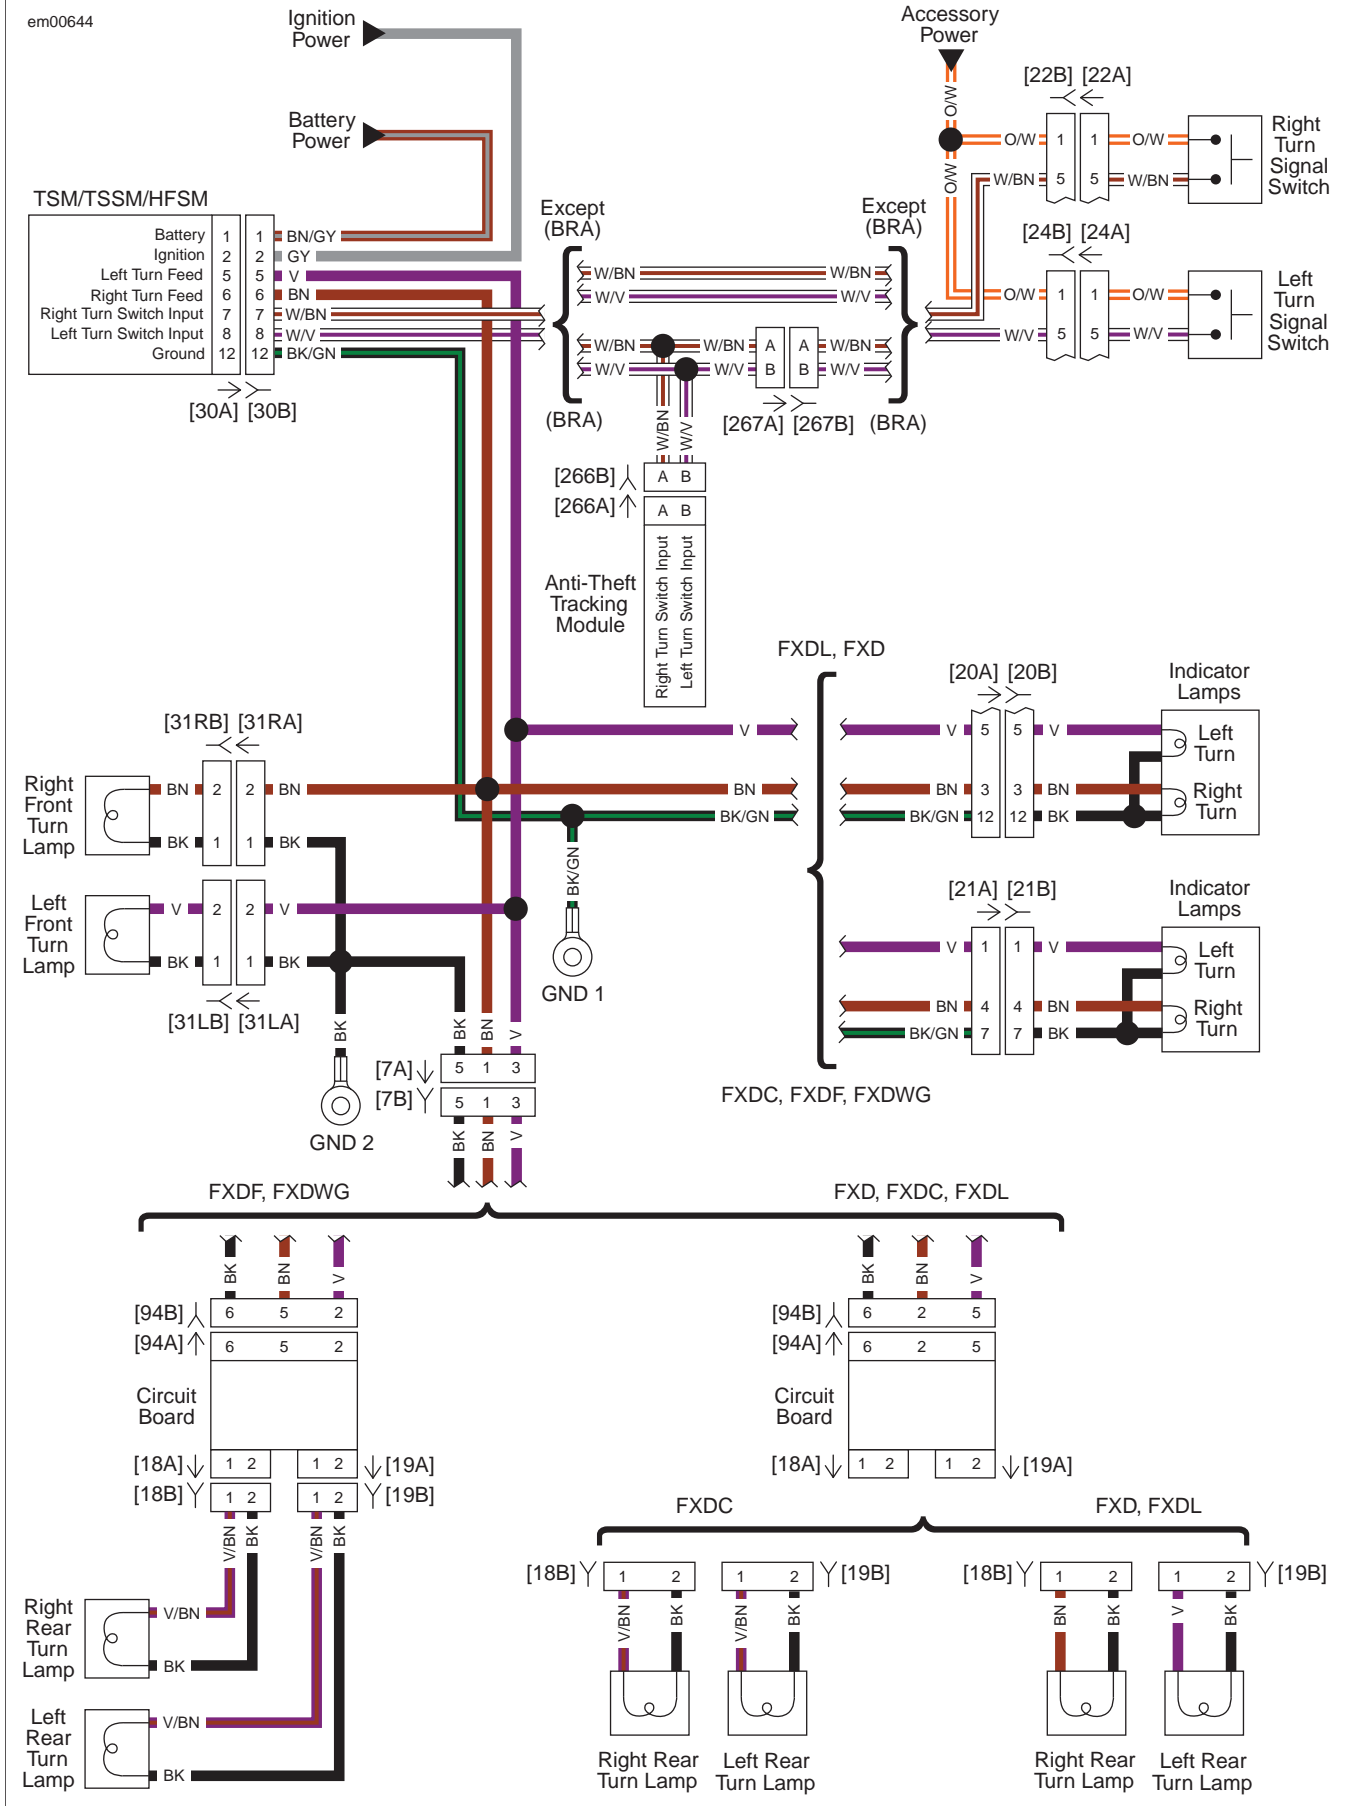 em00644
Ignition
Power
Accessory
Power
Battery
Power
O/W
[22B] [22A]
O/W 1 1 O/W
W/BN 5 5 W/BN
Right
Turn
Signal
Switch
O/W
TSM/TSSM/HFSM
Battery 1 1 BN/GY
Ignition 2 2 GY
Left Turn Feed 5 5 V
Right Turn Feed 6 6 BN
Right Turn Switch Input 7 7 W/BN
Left Turn Switch Input 8 8 W/V
Ground 12 12 BK/GN
[30A] [30B]
Except
(BRA)
Except
(BRA)
W/BN W/BN
W/V W/V
W/BN W/BN A A W/BN
W/V W/V B B W/V
(BRA)
[267A] [267B]
(BRA)
[24B] [24A]
O/W 1 1 O/W
W/V 5 5 W/V
Left
Turn
Signal
Switch
W/BN W/V
[266B] A B
[266A] A B
Right Turn Switch Input
Left Turn Switch Input
Anti-Theft
Tracking
Module
FXDL, FXD
[20A] [20B]
Indicator
Lamps
V V 5 5 V
Left
Turn
BN BN 3 3 BN
Right
Turn
BK/GN BK/GN 12 12 BK
[31RB] [31RA]
Right
Front
Turn
Lamp
BN 2 2 BN
BK 1 1 BK
Left
Front
Turn
Lamp
V 2 2 V
BK 1 1 BK
[31LB] [31LA]
BK/GN
GND 1
[21A] [21B]
Indicator
Lamps
V 1 1 V
Left
Turn
BN 4 4 BN
Right
Turn
BK/GN 7 7 BK
FXDC, FXDF, FXDWG
BK
GND 2
BK BN V
[7A] 5 1 3
[7B] 5 1 3
BK BN V
FXDF, FXDWG
FXD, FXDC, FXDL
BK BN V
[94B] 6 5 2
[94A] 6 5 2
Circuit
Board
[18A] 1 2 1 2 [19A]
[18B] 1 2 1 2 [19B]
V/BN BK V/BN BK
Right
Rear
Turn
Lamp
V/BN
BK
Left
Rear
Turn
Lamp
V/BN
BK
BK BN V
[94B] 6 2 5
[94A] 6 2 5
Circuit
Board
[18A] 1 2 1 2 [19A]
FXDC
FXD, FXDL
[18B] 1 2 1 2 [19B]
V/BN BK V/BN BK
Right Rear
Turn Lamp
Left Rear
Turn Lamp
[18B] 1 2 1 2 [19B]
BN BK V BK
Right Rear
Turn Lamp
Left Rear
Turn Lamp